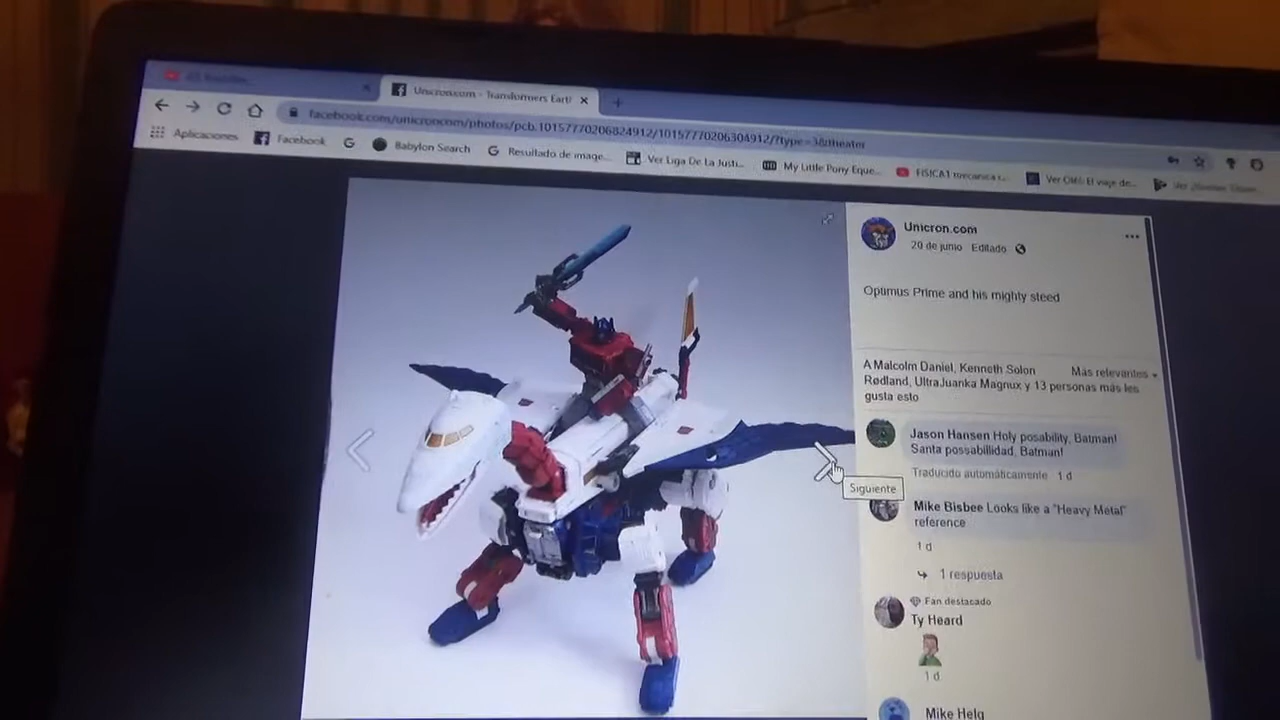 Unicron.com - Transformers Eart
facebook.com/unicroncom/photos/pcb.10157770206824912/10157770206304912/?type=3&theater
Aplicaciones
Facebook
Babylon Search
Resultado de image...
Ver Liga De La Justi...
My Little Pony Eque...
FISICA1 mecanica
Ver
El viaje de...
Ver
Unicron.com
20 de junio Editado
Optimus Prime and his mighty steed
A Malcolm Daniel, Kenneth Solon
Rødland, UltraJuanka Magnux y 13 personas más les
gusta esto
Más relevantes
Jason Hansen Holy posability, Batman!
Santa possabillidad, Batman!
Traducido automáticamente 1 d
Siguiente
Mike Bisbee Looks like a "Heavy Metal"
reference
1 d
1 respuesta
Fan destacado
Ty Heard
1 d
Mike Helg